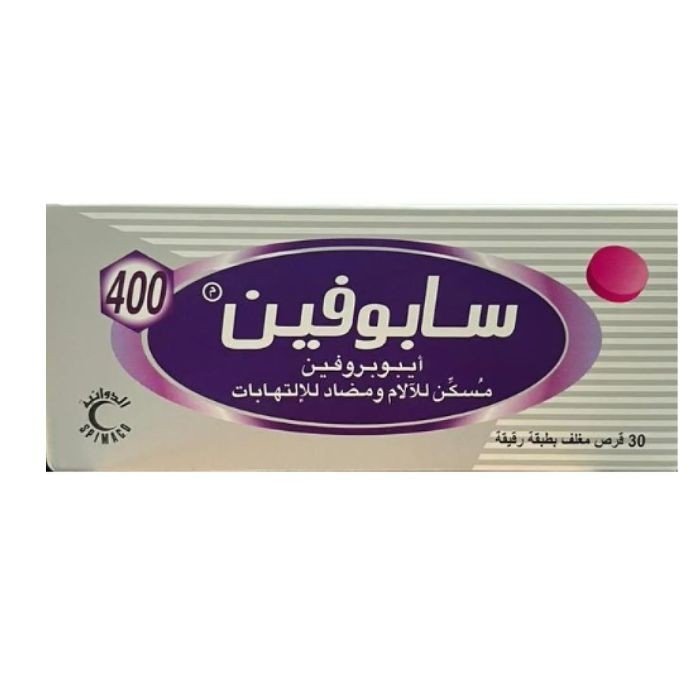 400
سابوفين
م
أيبوبروفين
مُسكِّن للآلام ومضاد للإلتهابات
30 قرص مغلف بطبقة رقيقة
الدوائية
SPIMACO